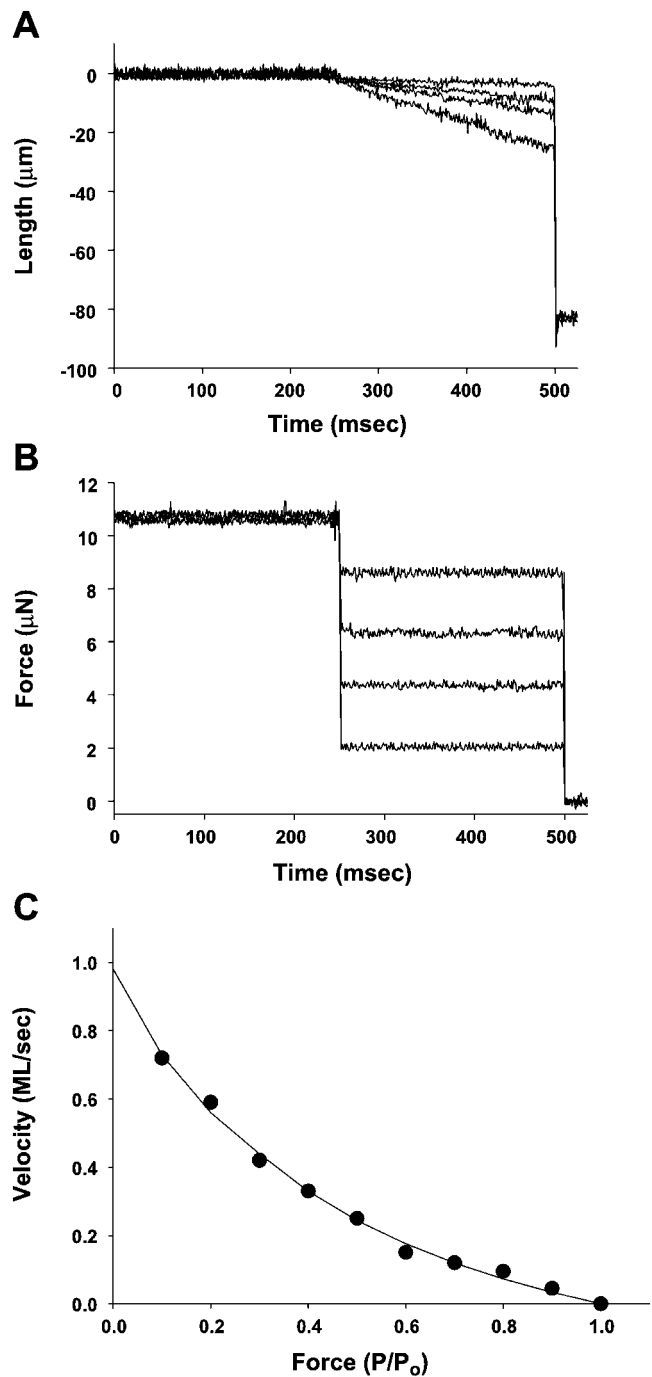 A
0
-20
-40
-60
-80
-100
Length (μm)
0 100 200 300 400 500
Time (msec)
B
12
10
8
6
4
2
0
Force (μN)
0 100 200 300 400 500
Time (msec)
C
1.0
0.8
0.6
0.4
0.2
0.0
Velocity (ML/sec)
0.0 0.2 0.4 0.6 0.8 1.0
Force (P/Po)